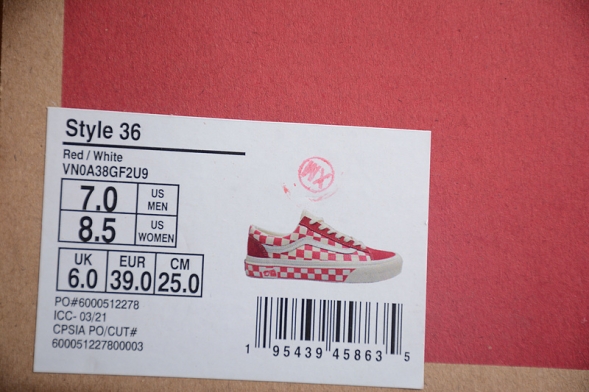 Style 36
Red / White
VN0A38GF2U9
7.0 US MEN
8.5 US WOMEN
UK EUR CM
6.0 39.0 25.0
PO#6000512278
ICC- 03/21
CPSIA PO/CUT#
600051227800003
MX
1 95439 45863 5